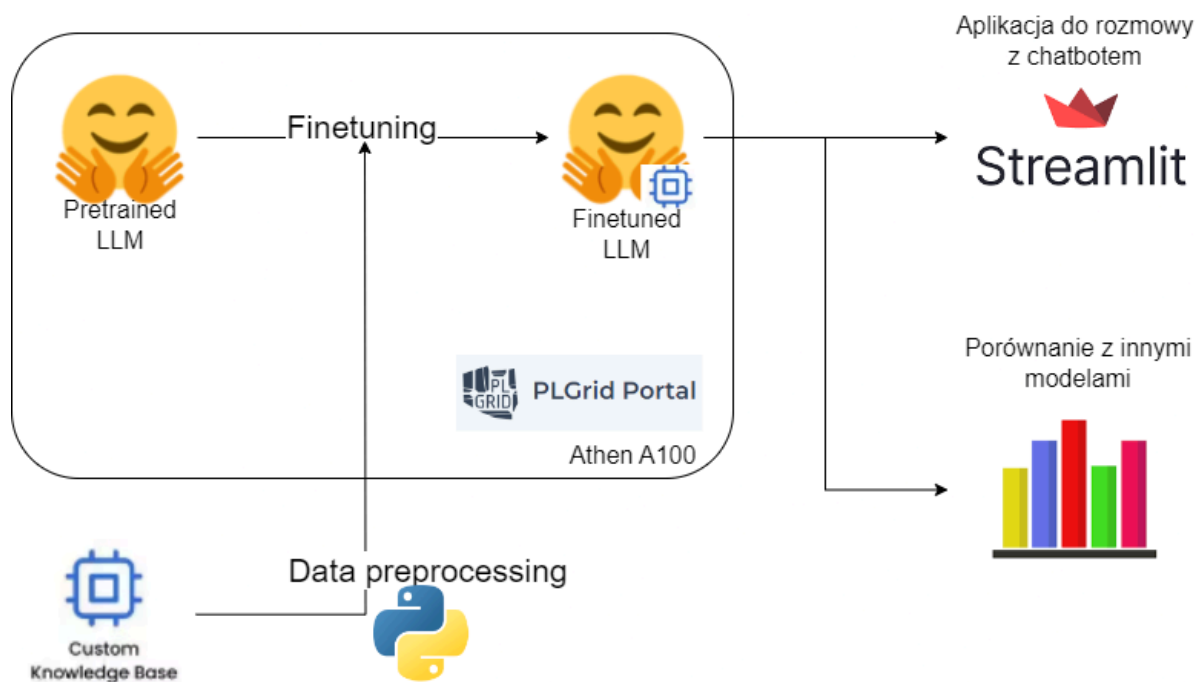 Aplikacja do rozmowy
z chatbotem
Streamlit
Finetuning
Pretrained
LLM
Finetuned
LLM
Porównanie z innymi
modelami
PL
GRID
PLGrid Portal
Athen A100
Data preprocessing
Custom
Knowledge Base